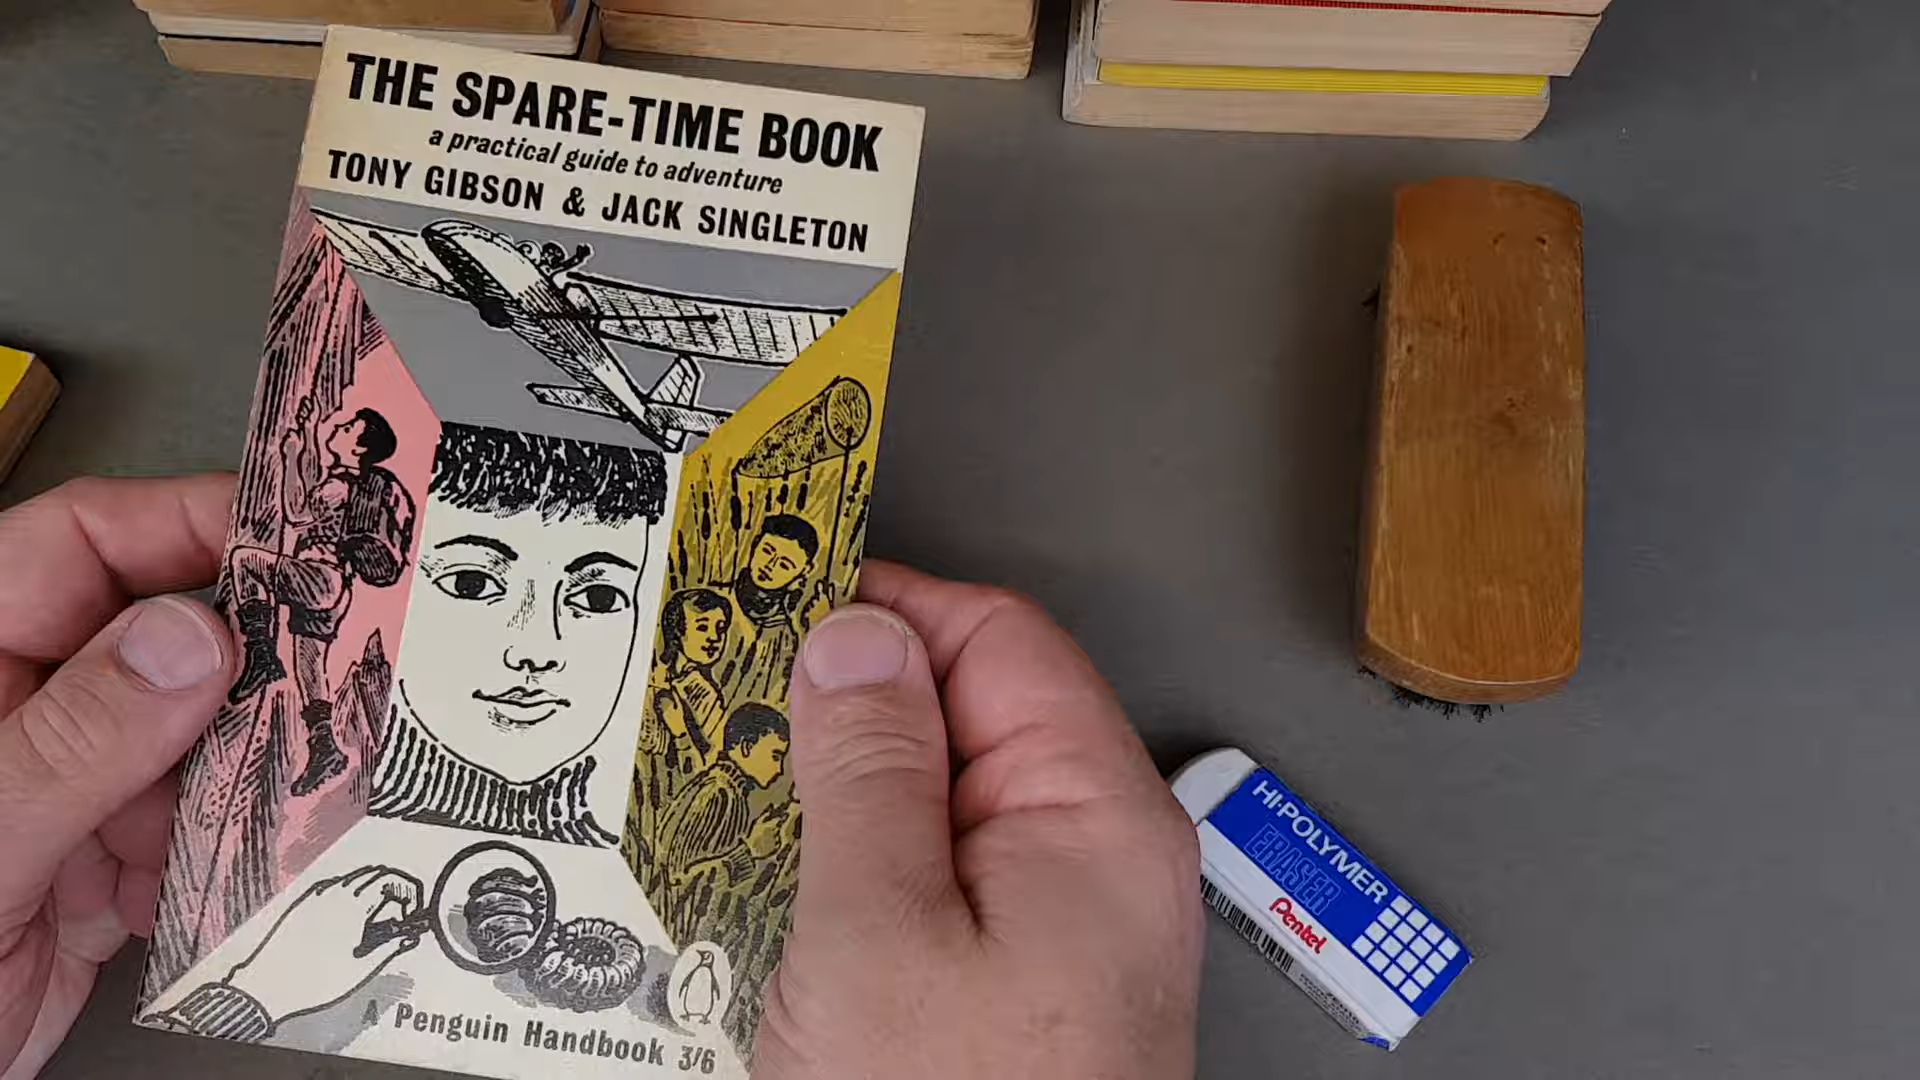 THE SPARE-TIME BOOK
a practical guide to adventure
TONY GIBSON & JACK SINGLETON
A Penguin Handbook 3/6
HI-POLYMER
ERASER
Pentel